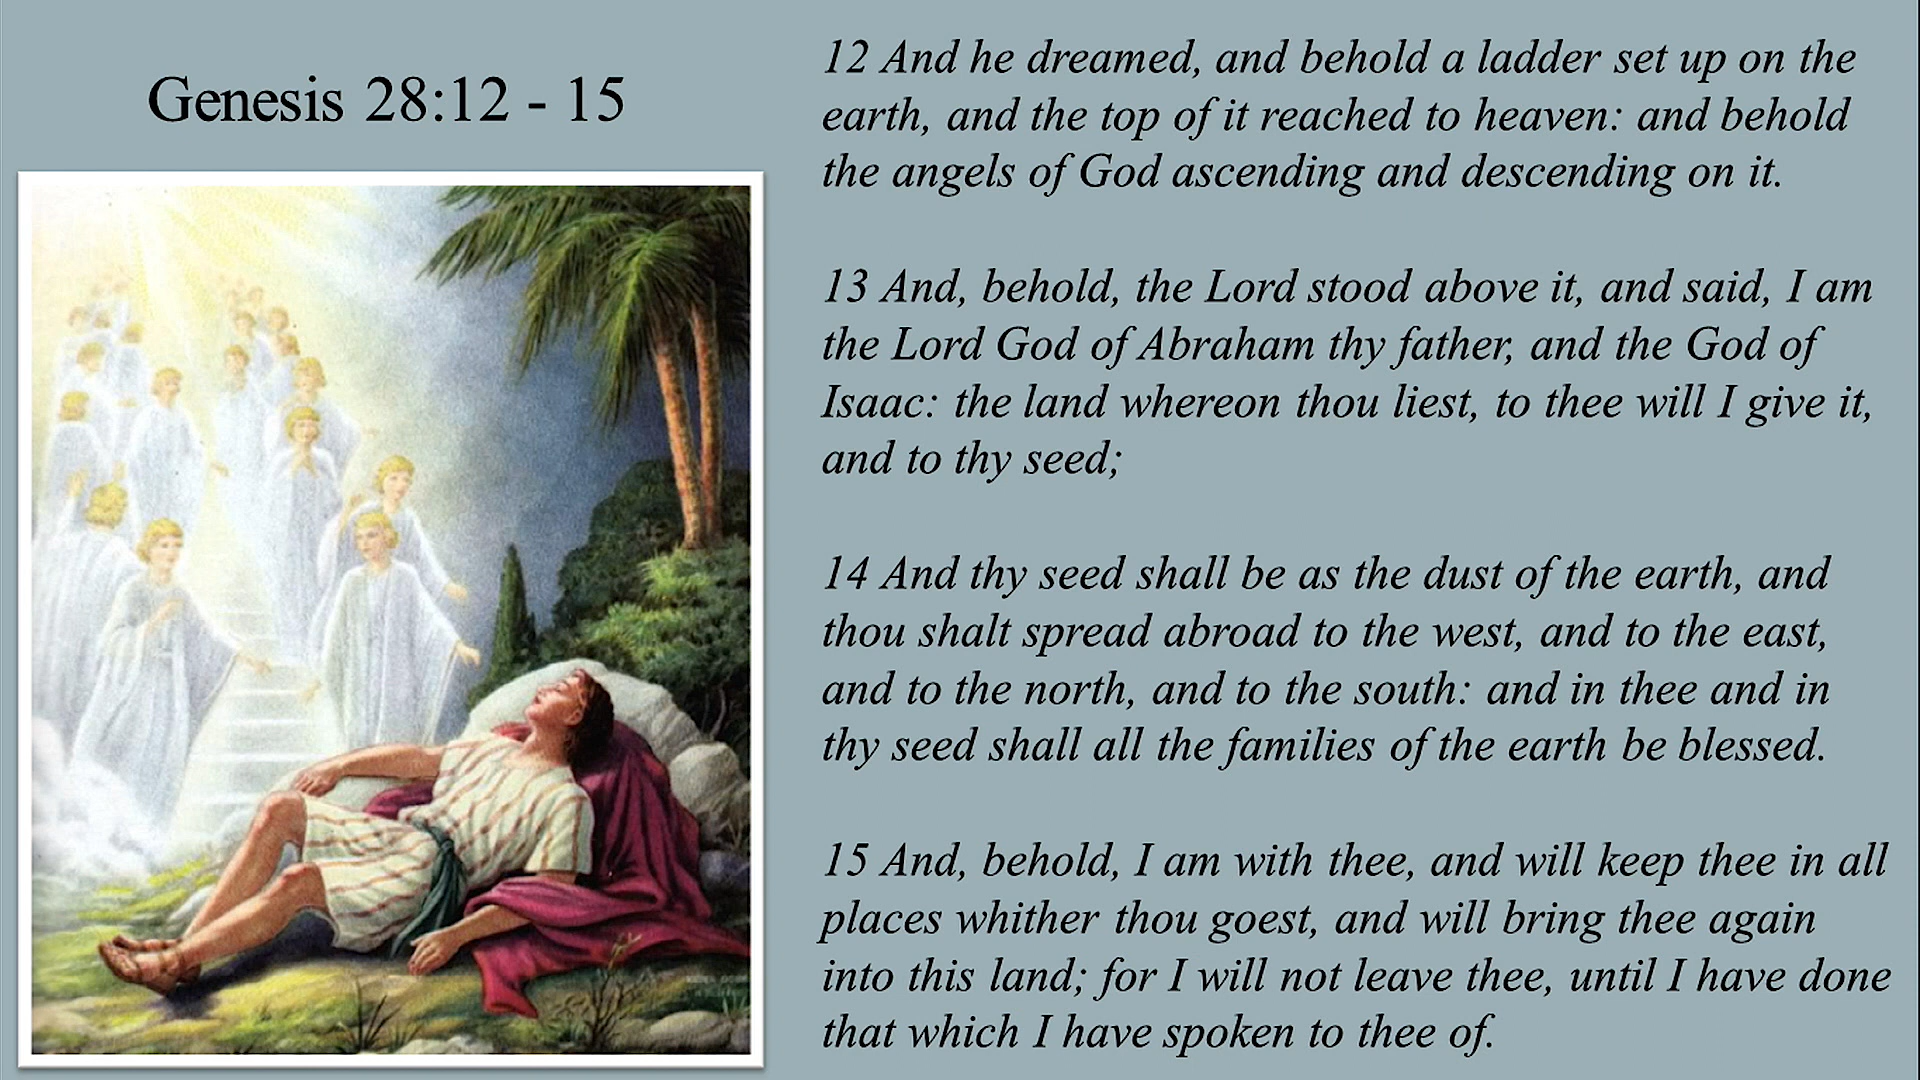 Genesis 28:12 - 15
12 And he dreamed, and behold a ladder set up on the
earth, and the top of it reached to heaven: and behold
the angels of God ascending and descending on it.
13 And, behold, the Lord stood above it, and said, I am
the Lord God of Abraham thy father, and the God of
Isaac: the land whereon thou liest, to thee will I give it,
and to thy seed;
14 And thy seed shall be as the dust of the earth, and
thou shalt spread abroad to the west, and to the east,
and to the north, and to the south: and in thee and in
thy seed shall all the families of the earth be blessed.
15 And, behold, I am with thee, and will keep thee in all
places whither thou goest, and will bring thee again
into this land; for I will not leave thee, until I have done
that which I have spoken to thee of.